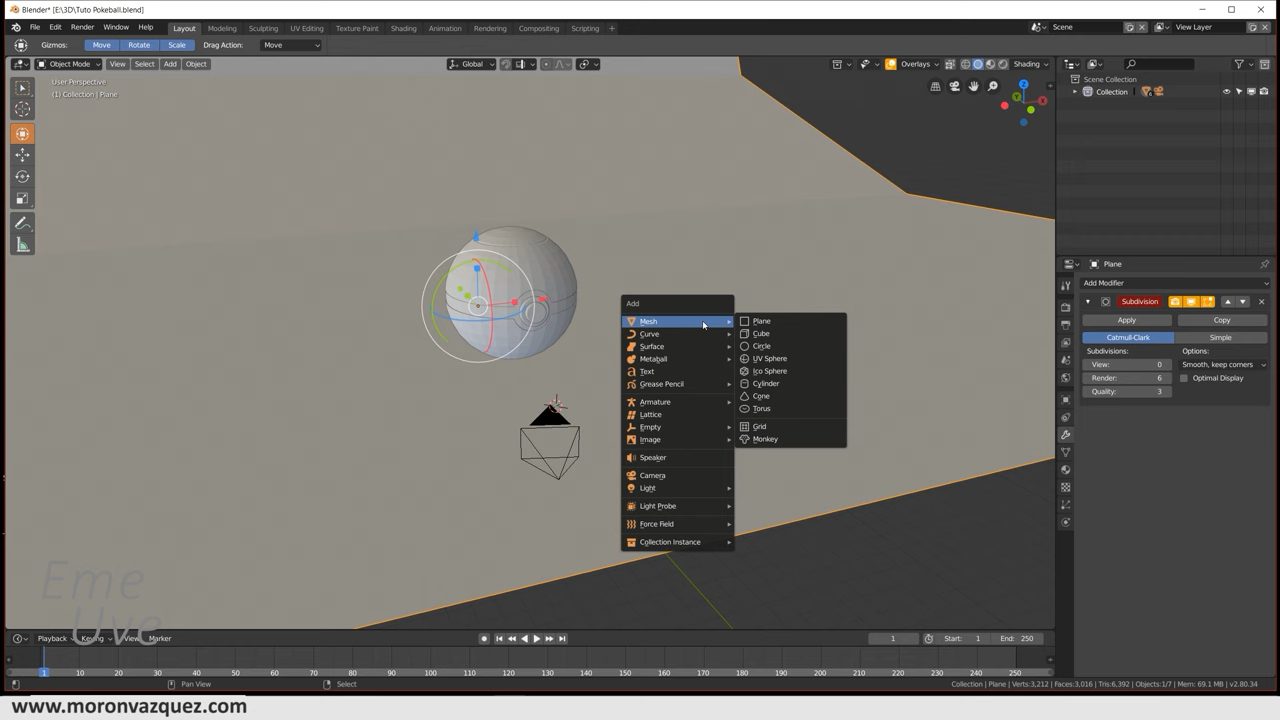 Blender* [E:\3D\Tuto Pokeball.blend]
File Edit Render Window Help Layout Modeling Sculpting UV Editing Texture Paint Shading Animation Rendering Compositing Scripting + Scene View Layer
Gizmos: Move Rotate Scale Drag Action: Move
Object Mode View Select Add Object Global Overlays Shading
User Perspective
(1) Collection | Plane
Scene Collection
Collection
Plane
Add Modifier
Subdivision
Apply Copy
Catmull-Clark Simple
Subdivisions: Options:
View: 0 Smooth, keep corners
Render: 6 Optimal Display
Quality: 3
Add
Mesh
Curve
Surface
Metaball
Text
Grease Pencil
Armature
Lattice
Empty
Image
Speaker
Camera
Light
Light Probe
Force Field
Collection Instance
Plane
Cube
Circle
UV Sphere
Ico Sphere
Cylinder
Cone
Torus
Grid
Monkey
Eme
Uve
Playback Keying View Marker 1 Start: 1 End: 250
1 10 20 30 40 50 60 70 80 90 100 110 120 130 140 150 160 170 180 190 200 210 220 230 240 250
Pan View Select Collection | Plane | Verts:3,212 | Faces:3,016 | Tris:6,392 | Objects:1/7 | Mem: 69.1 MB | v2.80.34
www.moronvazquez.com